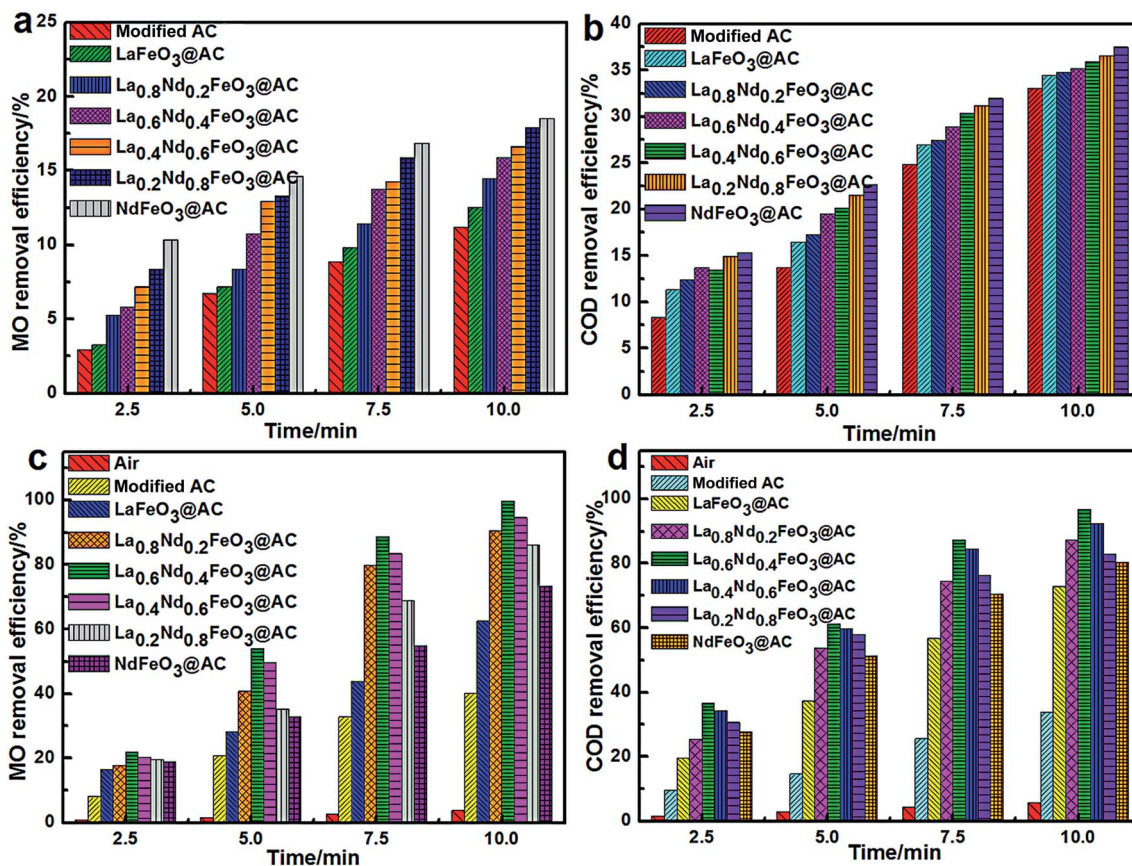 a
MO removal efficiency/%
25
20
15
10
5
0
Modified AC
LaFeO3@AC
La0.8Nd0.2FeO3@AC
La0.6Nd0.4FeO3@AC
La0.4Nd0.6FeO3@AC
La0.2Nd0.8FeO3@AC
NdFeO3@AC
2.5 5.0 7.5 10.0
Time/min
b
COD removal efficiency/%
40
35
30
25
20
15
10
5
0
Modified AC
LaFeO3@AC
La0.8Nd0.2FeO3@AC
La0.6Nd0.4FeO3@AC
La0.4Nd0.6FeO3@AC
La0.2Nd0.8FeO3@AC
NdFeO3@AC
2.5 5.0 7.5 10.0
Time/min
c
MO removal efficiency/%
100
80
60
40
20
0
Air
Modified AC
LaFeO3@AC
La0.8Nd0.2FeO3@AC
La0.6Nd0.4FeO3@AC
La0.4Nd0.6FeO3@AC
La0.2Nd0.8FeO3@AC
NdFeO3@AC
2.5 5.0 7.5 10.0
Time/min
d
COD removal efficiency/%
100
80
60
40
20
0
Air
Modified AC
LaFeO3@AC
La0.8Nd0.2FeO3@AC
La0.6Nd0.4FeO3@AC
La0.4Nd0.6FeO3@AC
La0.2Nd0.8FeO3@AC
NdFeO3@AC
2.5 5.0 7.5 10.0
Time/min